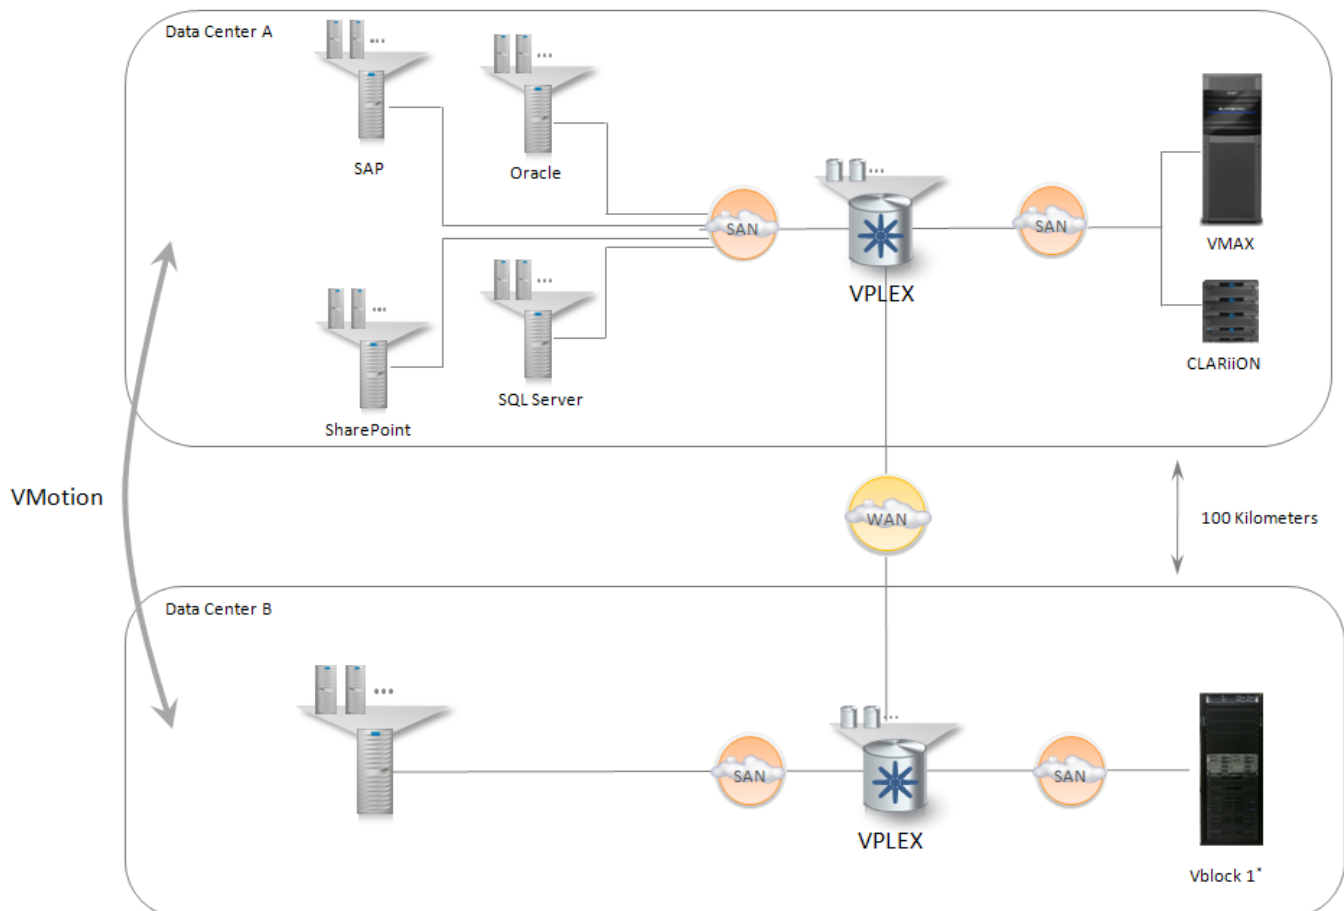 Data Center A
SAP
Oracle
SAN
SAN
VMAX
VPLEX
CLARiiON
SQL Server
SharePoint
VMotion
WAN
100 Kilometers
Data Center B
SAN
SAN
VPLEX
Vblock 1*